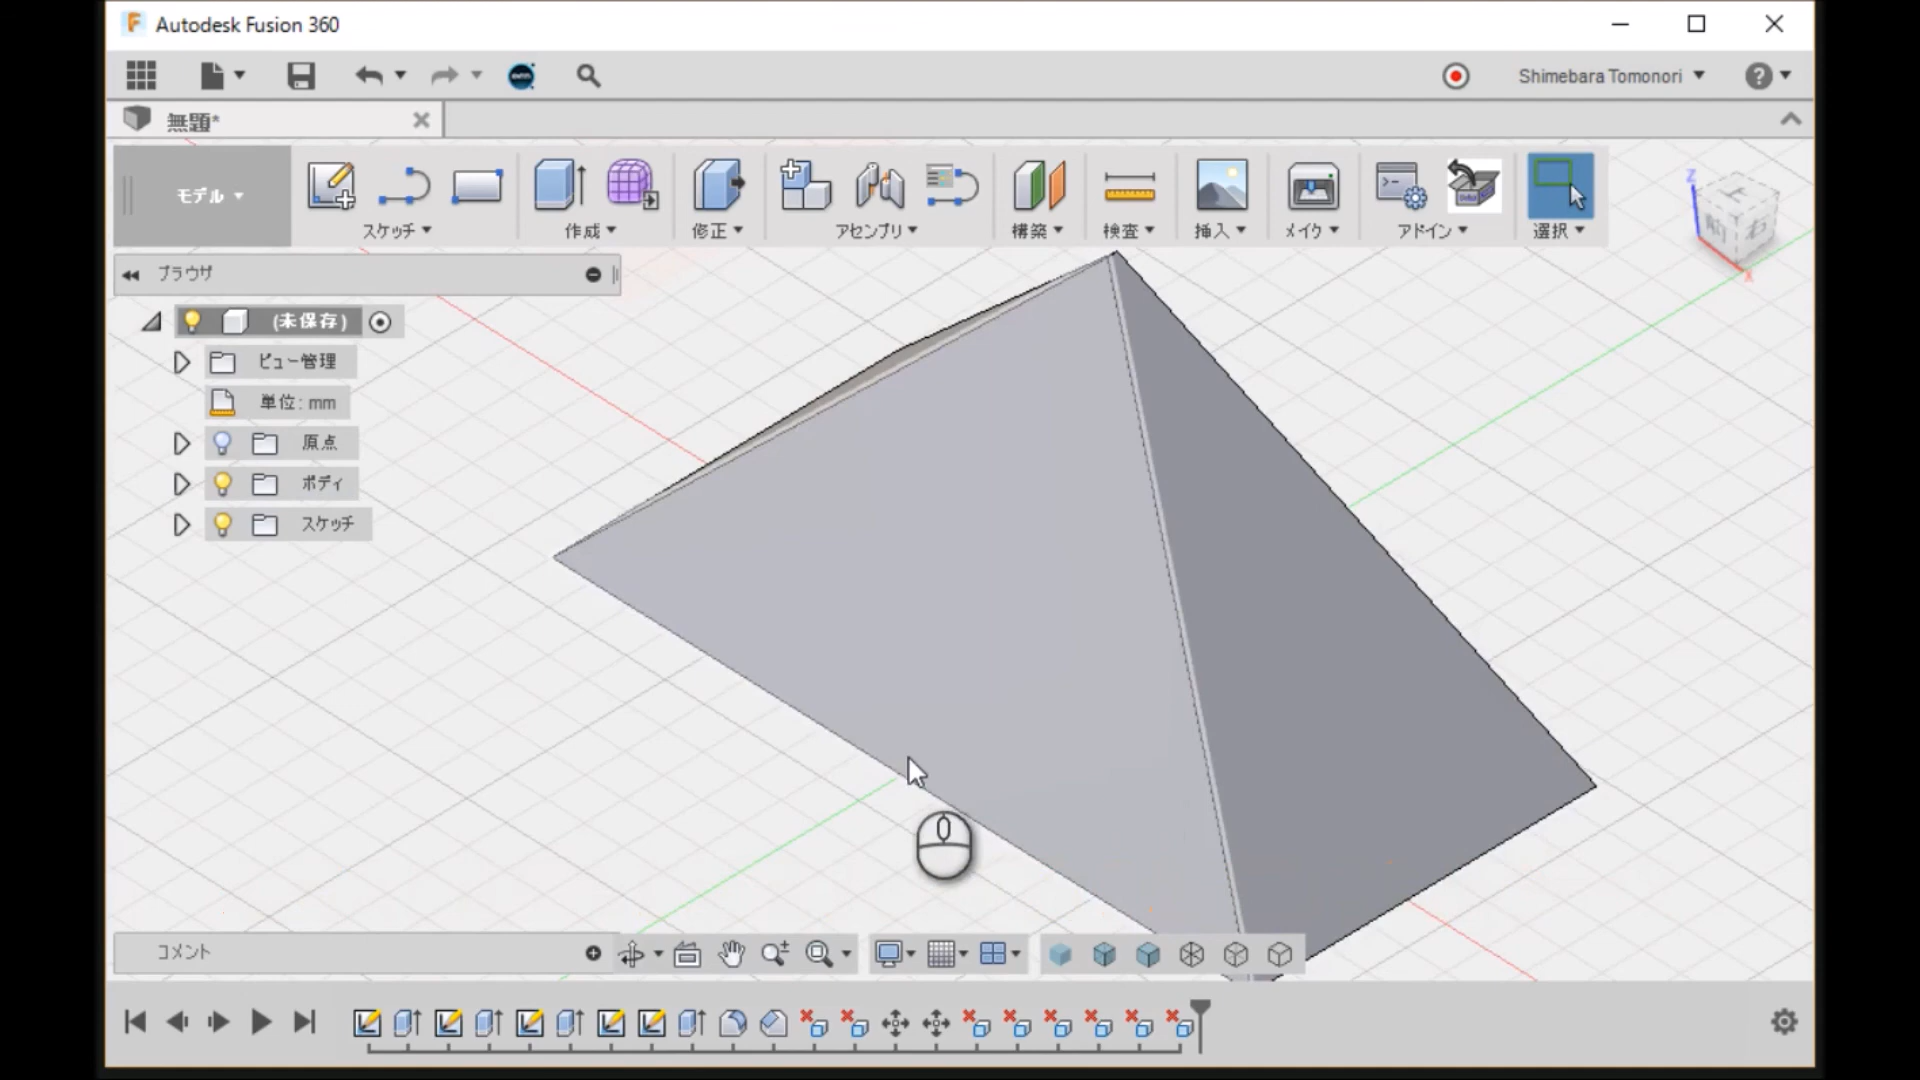 Autodesk Fusion 360
Shimebara Tomonori
無題*
モデル
スケッチ
作成
修正
アセンブリ
構築
検査
挿入
メイク
アドイン
選択
Z
X
ブラウザ
(未保存)
ビュー管理
単位: mm
原点
ボディ
スケッチ
コメント